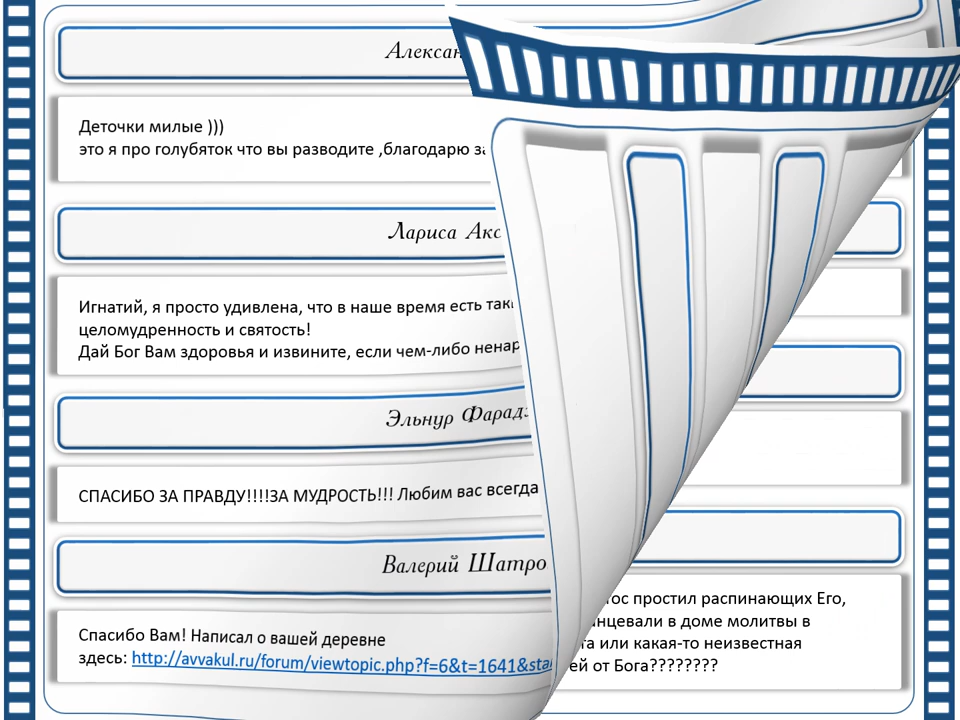 Алексан
Деточки милые )))
это я про голубяток что вы разводите ,благодарю за
Лариса Акс
Игнатий, я просто удивлена, что в наше время есть так
целомудренность и святость!
Дай Бог Вам здоровья и извините, если чем-либо ненар
Эльнур Фарад
СПАСИБО ЗА ПРАВДУ!!!!ЗА МУДРОСТЬ!!! Любим вас всегда
Валерий Шатро
Спасибо Вам! Написал о вашей деревне
здесь: http://avvakul.ru/forum/viewtopic.php?f=6&t=1641&sta
тос простил распинающих Его,
нцевали в доме молитвы в
та или какая-то неизвестная
ей от Бога????????